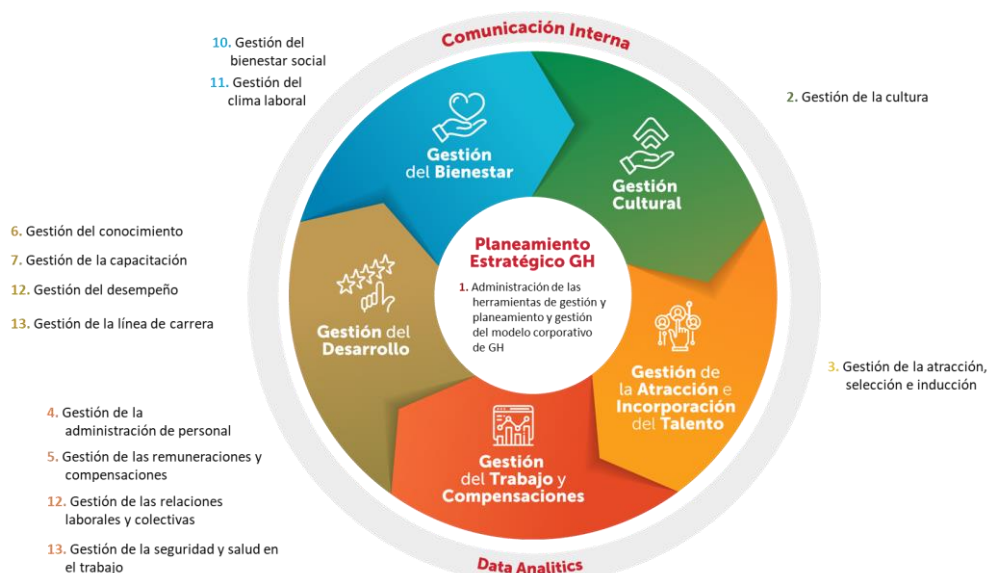 Comunicación Interna
10. Gestión del
bienestar social
11. Gestión del
clima laboral
2. Gestión de la cultura
Gestión
del Bienestar
Gestión
Cultural
6. Gestión del conocimiento
7. Gestión de la capacitación
12. Gestión del desempeño
13. Gestión de la línea de carrera
Gestión del
Desarrollo
Planeamiento
Estratégico GH
1. Administración de las
herramientas de gestión y
planeamiento y gestión
del modelo corporativo
de GH
Gestión de
la Atracción e
Incorporación
del Talento
3. Gestión de la atracción,
selección e inducción
4. Gestión de la
administración de personal
5. Gestión de las remuneraciones y
compensaciones
12. Gestión de las relaciones
laborales y colectivas
13. Gestión de la seguridad y salud en
el trabajo
Gestión
del Trabajo y
Compensaciones
Data Analitics